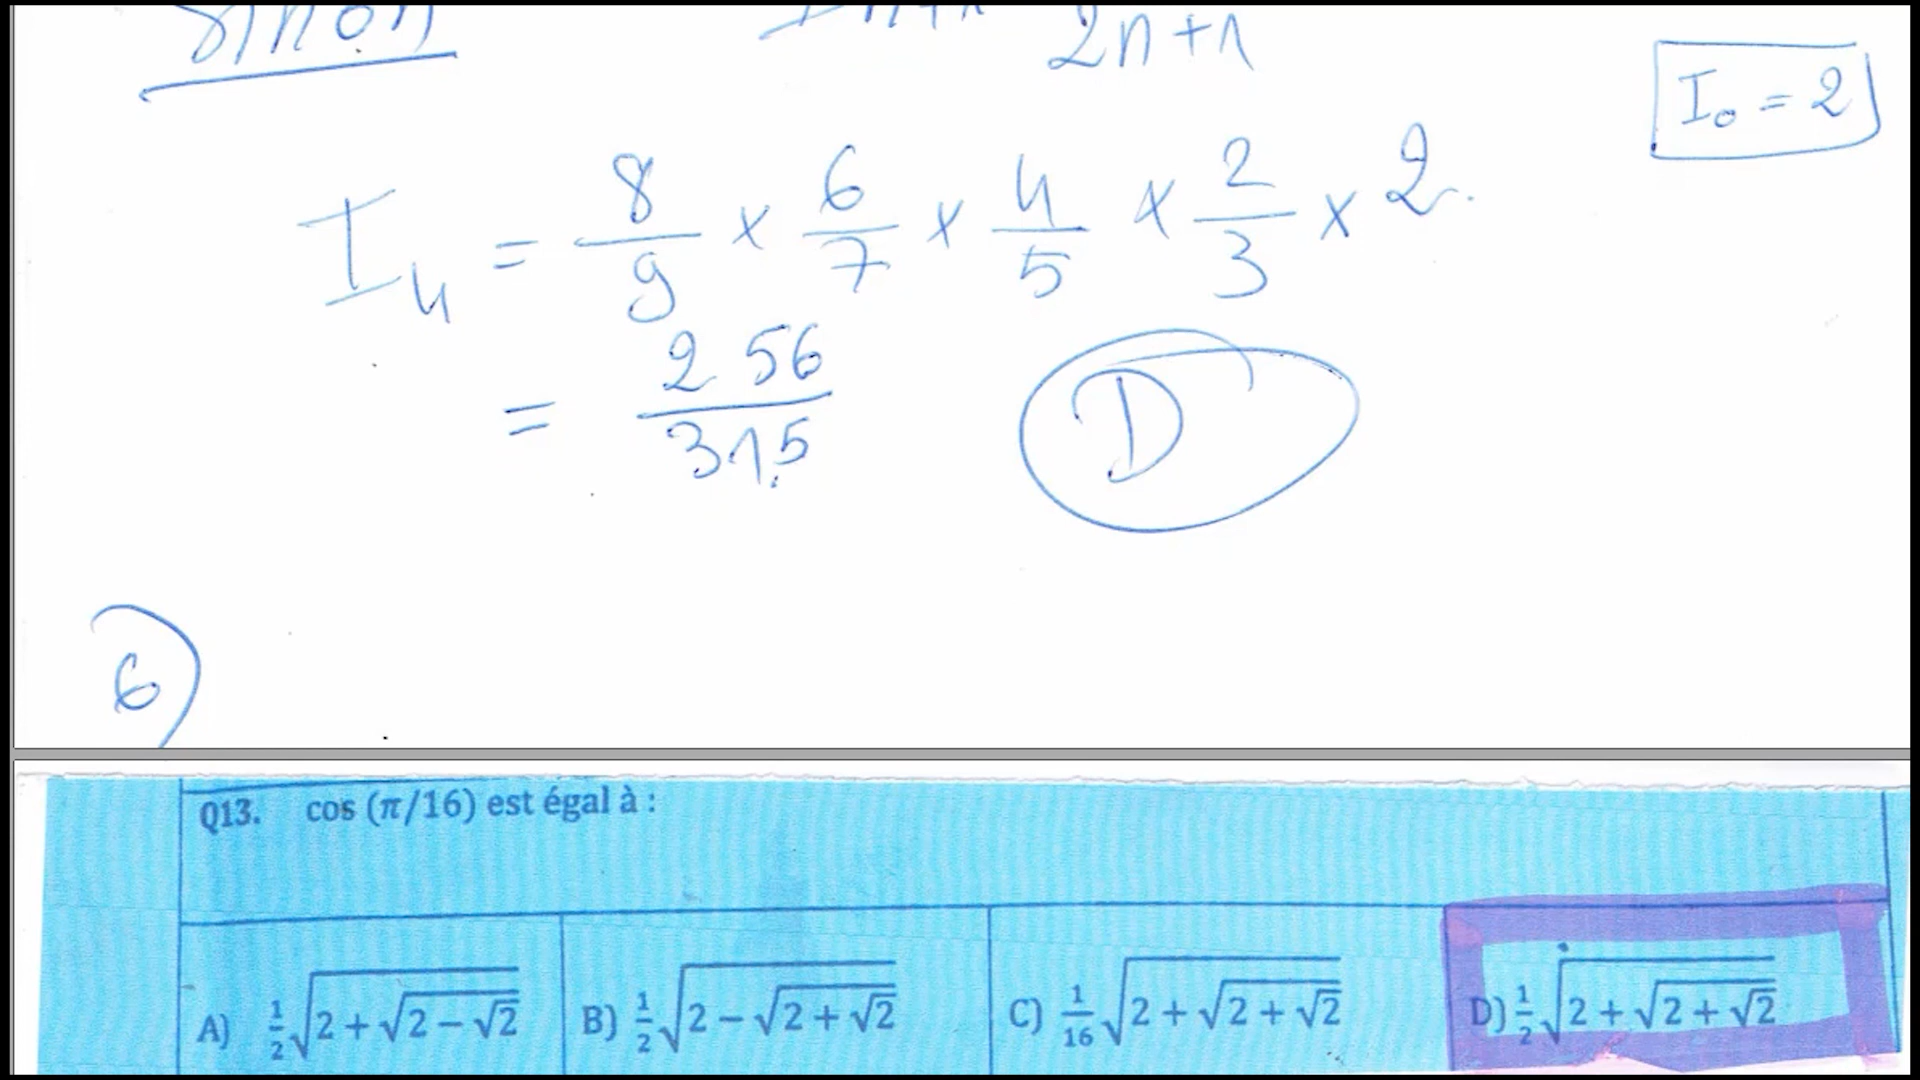 sinon
2n+1
I₀ = 2
I₄ = 8/9 × 6/7 × 4/5 × 2/3 × 2.
= 256/315
D
6)
Q13. cos (π/16) est égal à :
A) 1/2 √(2 + √(2 − √2))
B) 1/2 √(2 − √(2 + √2))
C) 1/16 √(2 + √(2 + √2))
D) 1/2 √(2 + √(2 + √2))